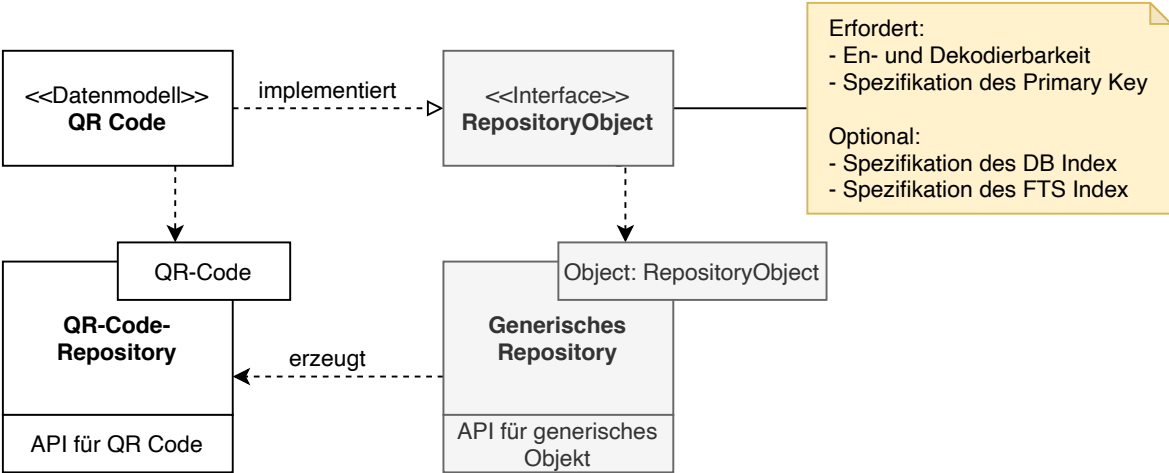 <<Datenmodell>>
QR Code
implementiert
<<Interface>>
RepositoryObject
Erfordert:
- En- und Dekodierbarkeit
- Spezifikation des Primary Key
Optional:
- Spezifikation des DB Index
- Spezifikation des FTS Index
QR-Code
QR-Code-
Repository
API für QR Code
erzeugt
Object: RepositoryObject
Generisches
Repository
API für generisches
Objekt